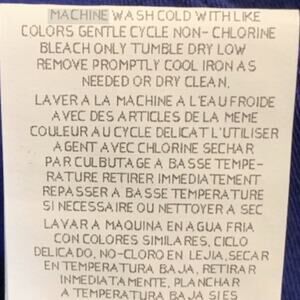 MACHINE WASH COLD WITH LIKE
COLORS GENTLE CYCLE NON- CHLORINE
BLEACH ONLY TUMBLE DRY LOW
REMOVE PROMPTLY COOL IRON AS
NEEDED OR DRY CLEAN.
LAVER A LA MACHINE A L'EAU FROIDE
AVEC DES ARTICLES DE LA MEME
COULEUR AU CYCLE DELICAT L'UTILISER
AGENT AVEC CHLORINE SECHAR
PAR CULBUTAGE A BASSE TEMPE-
RATURE RETIRER IMMEDIATEMENT
REPASSER A BASSE TEMPERATURE
SI NECESSAIRE OU NETTOYER A SEC
LAVAR A MAQUINA EN AGUA FRIA
CON COLORES SIMILARES, CICLO
DELICADO, NO-CLORO EN LEJIA, SECAR
EN TEMPERATURA BAJA, RETIRAR
INMEDIATAMENTE, PLANCHAR
A TEMPERATURA BAJA SI ES